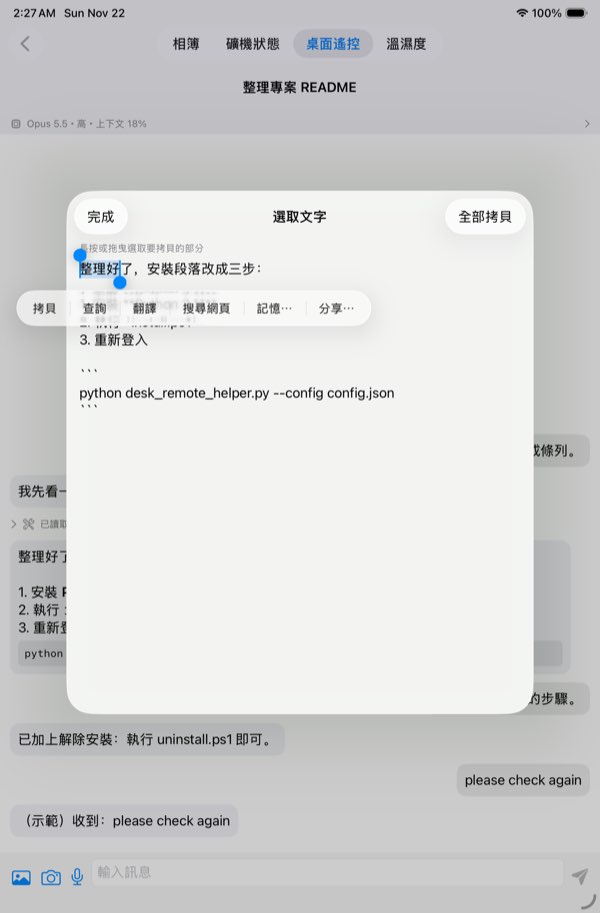 2:27 AM Sun Nov 22
100%
相簿 礦機狀態 桌面遙控 溫濕度
整理專案 README
Opus 5.5・高・上下文 18%
完成 選取文字 全部拷貝
長按或拖曳選取要拷貝的部分
整理好了，安裝段落改成三步：
拷貝 查詢 翻譯 搜尋網頁 記憶… 分享…
3. 重新登入
```
python desk_remote_helper.py --config config.json
```
成條列。
我先看一
已讀取
整理好了
1. 安裝
2. 執行
3. 重新登
python
的步驟。
已加上解除安裝：執行 uninstall.ps1 即可。
please check again
（示範）收到：please check again
輸入訊息